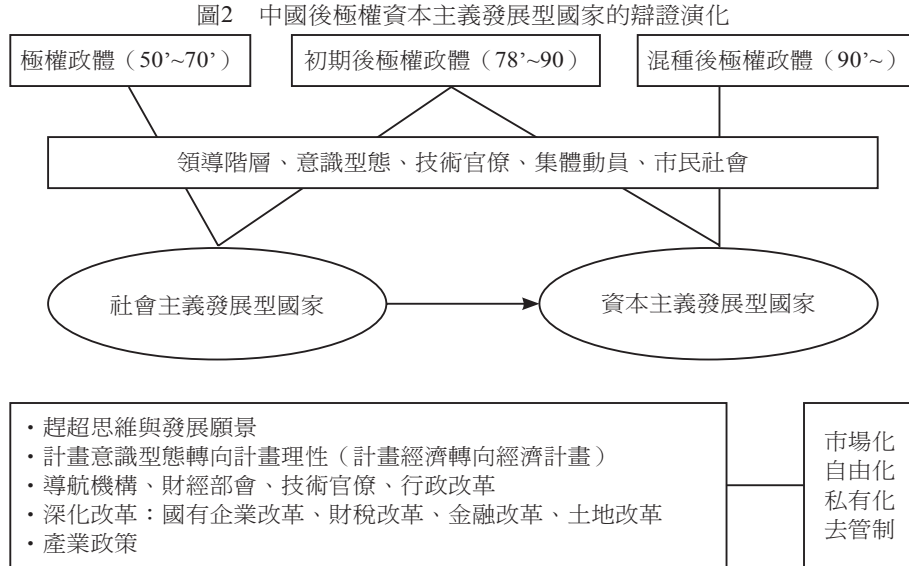 圖2　中國後極權資本主義發展型國家的辯證演化
極權政體（50’~70’）
初期後極權政體（78’~90）
混種後極權政體（90’~）
領導階層、意識型態、技術官僚、集體動員、市民社會
社會主義發展型國家
資本主義發展型國家
・趕超思維與發展願景
・計畫意識型態轉向計畫理性（計畫經濟轉向經濟計畫）
・導航機構、財經部會、技術官僚、行政改革
・深化改革：國有企業改革、財稅改革、金融改革、土地改革
・產業政策
市場化
自由化
私有化
去管制